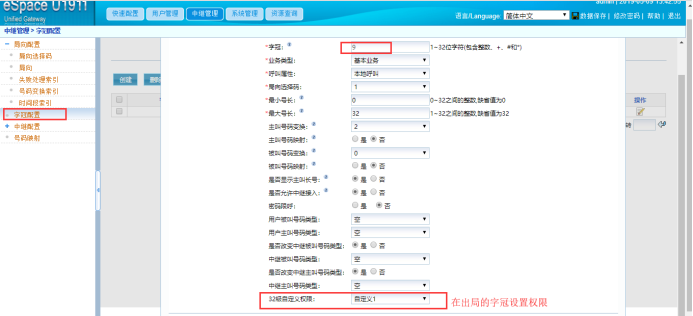 admin | 2019-05-09 15:42:55
eSpace U1911
Unified Gateway
快速配置
用户管理
中继管理
系统管理
资源查询
语言/Language: 简体中文
数据保存 | 修改密码 | 帮助 | 退出
中继管理 > 字冠配置
局向配置
局向选择码
局向
失败处理索引
号码变换索引
时间段索引
字冠配置
中继配置
号码映射
创建
删除
操作
转
*字冠: 9 1~32位字符(包含整数、+、#和*)
*业务类型: 基本业务
*呼叫属性: 本地呼叫
*局向选择码: 1
*最小号长: 0 0~32之间的整数,缺省值为0
*最大号长: 32 1~32之间的整数,缺省值为32
主叫号码变换: 2
主叫号码映射: 是 否
被叫号码变换: 0
被叫号码映射: 是 否
是否显示主叫长号: 是 否
是否允许中继接入: 是 否
密码限呼: 是 否
用户被叫号码类型: 空
用户主叫号码类型: 空
是否改变中继被叫号码类型: 是 否
中继被叫号码类型: 空
是否改变中继主叫号码类型: 是 否
中继主叫号码类型: 空
32级自定义权限: 自定义1
在出局的字冠设置权限